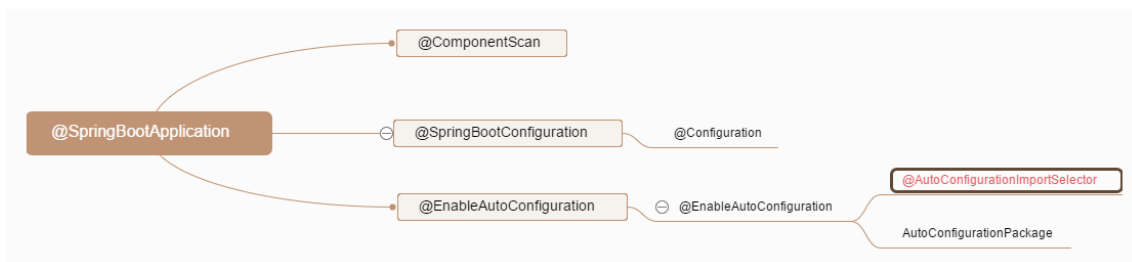 @ComponentScan
@SpringBootApplication
@SpringBootConfiguration
@Configuration
@EnableAutoConfiguration
@EnableAutoConfiguration
@AutoConfigurationImportSelector
AutoConfigurationPackage